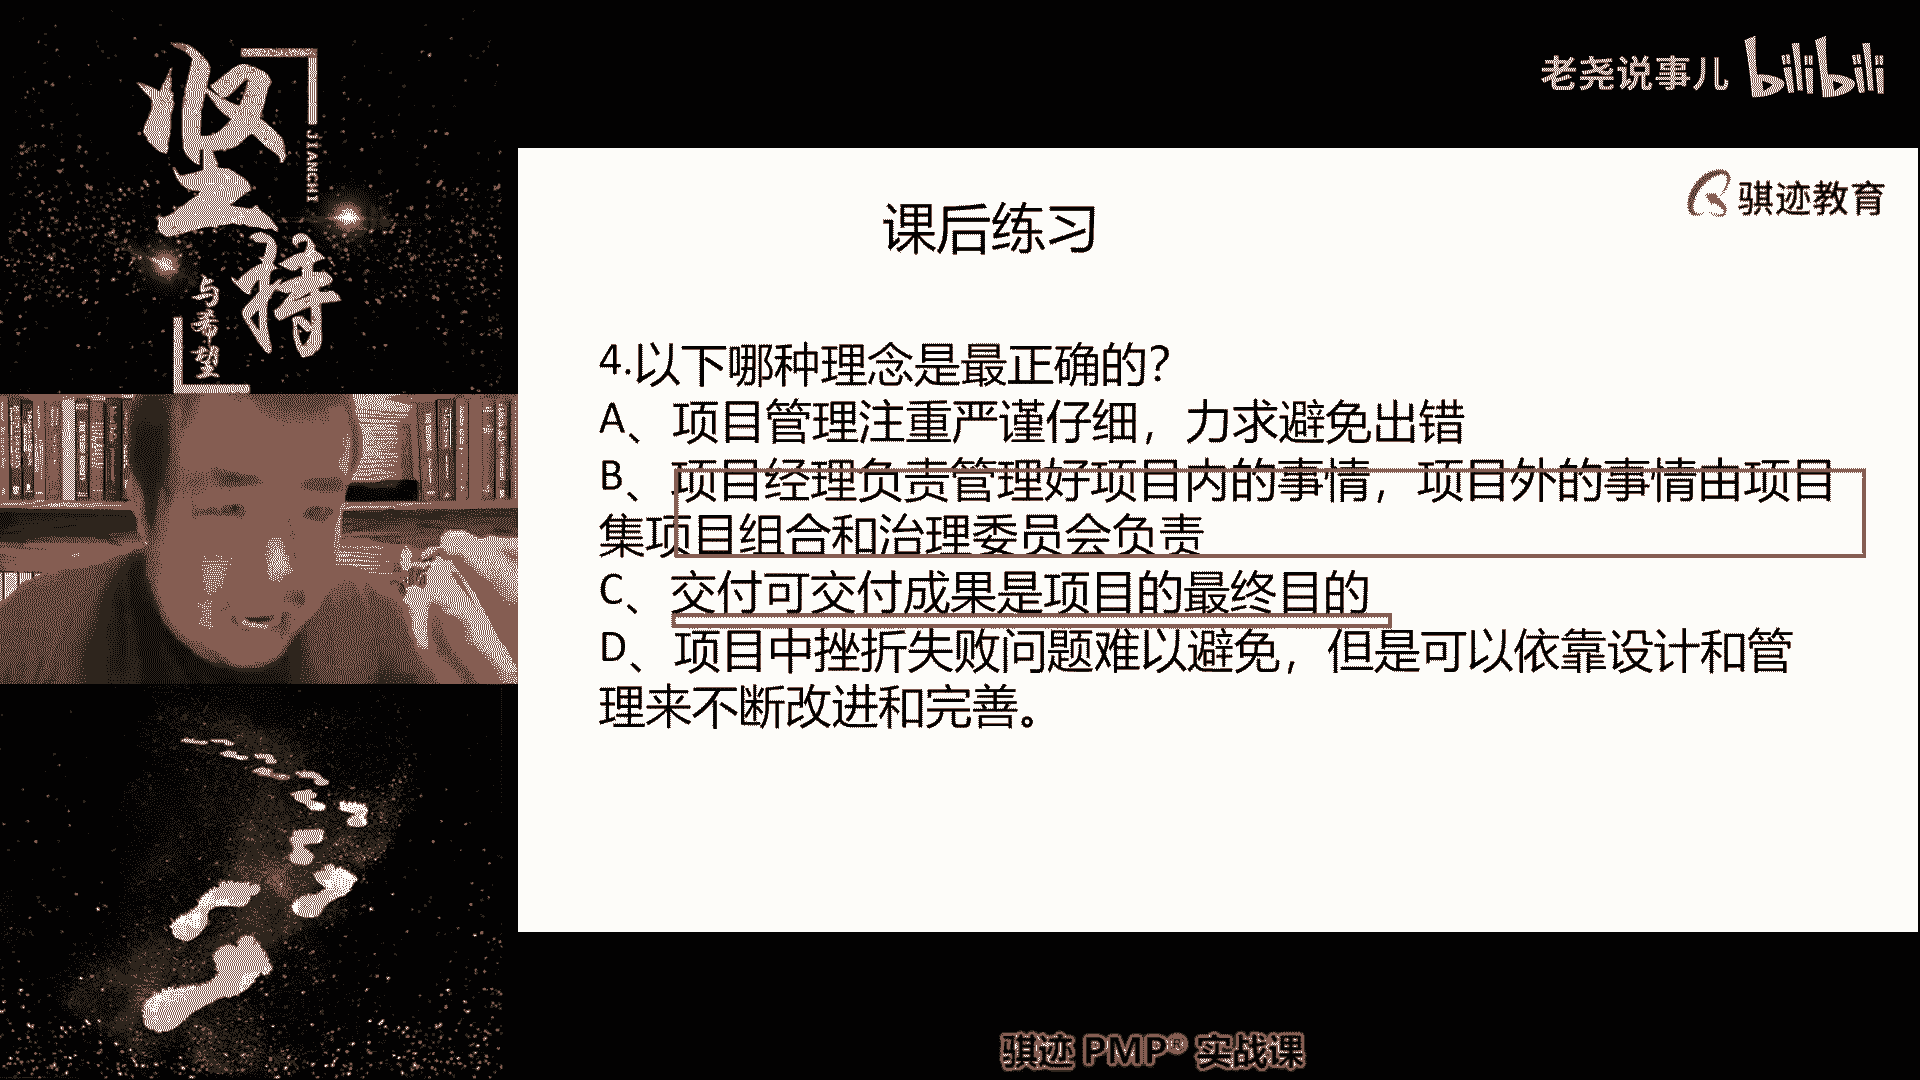 坚持
JIANCHI
与希望
老尧说事儿 bilibili
骐迹教育
课后练习
4.以下哪种理念是最正确的？
A、项目管理注重严谨仔细，力求避免出错
B、项目经理负责管理好项目内的事情，项目外的事情由项目
集项目组合和治理委员会负责
C、交付可交付成果是项目的最终目的
D、项目中挫折失败问题难以避免，但是可以依靠设计和管
理来不断改进和完善。
骐迹 PMP® 实战课